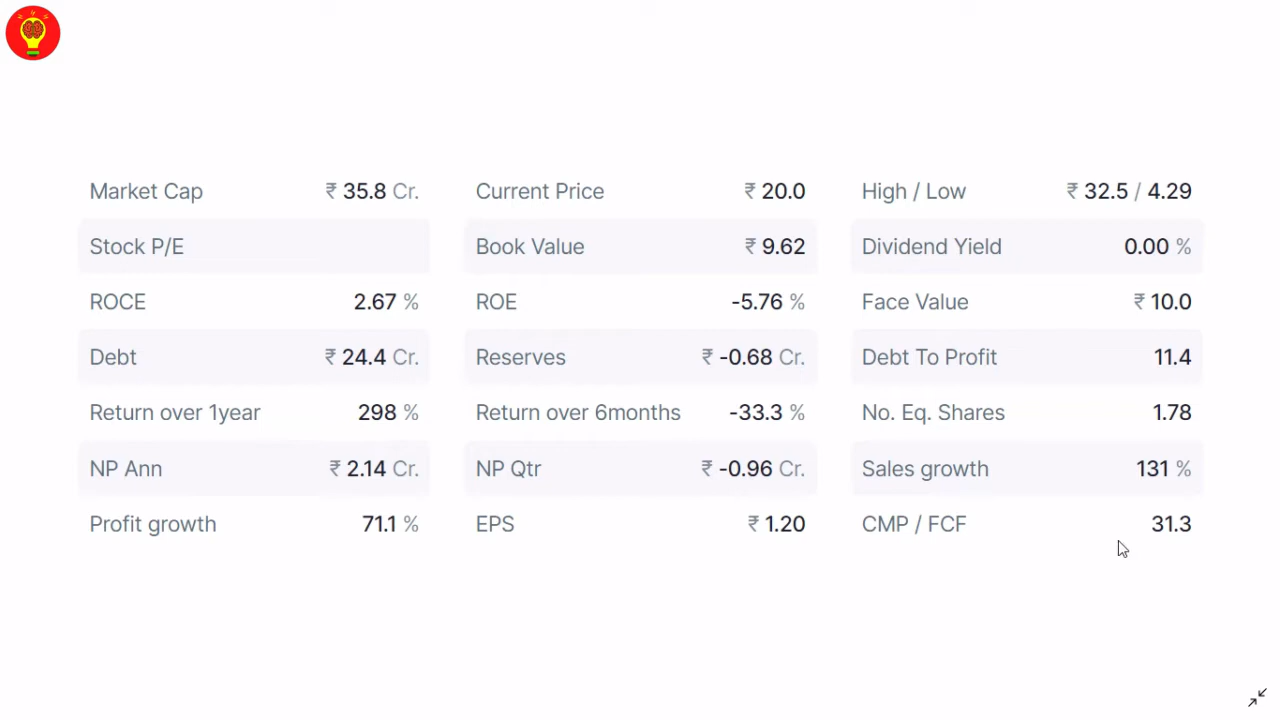 Market Cap ₹ 35.8 Cr. Current Price ₹ 20.0 High / Low ₹ 32.5 / 4.29
Stock P/E Book Value ₹ 9.62 Dividend Yield 0.00 %
ROCE 2.67 % ROE -5.76 % Face Value ₹ 10.0
Debt ₹ 24.4 Cr. Reserves ₹ -0.68 Cr. Debt To Profit 11.4
Return over 1year 298 % Return over 6months -33.3 % No. Eq. Shares 1.78
NP Ann ₹ 2.14 Cr. NP Qtr ₹ -0.96 Cr. Sales growth 131 %
Profit growth 71.1 % EPS ₹ 1.20 CMP / FCF 31.3